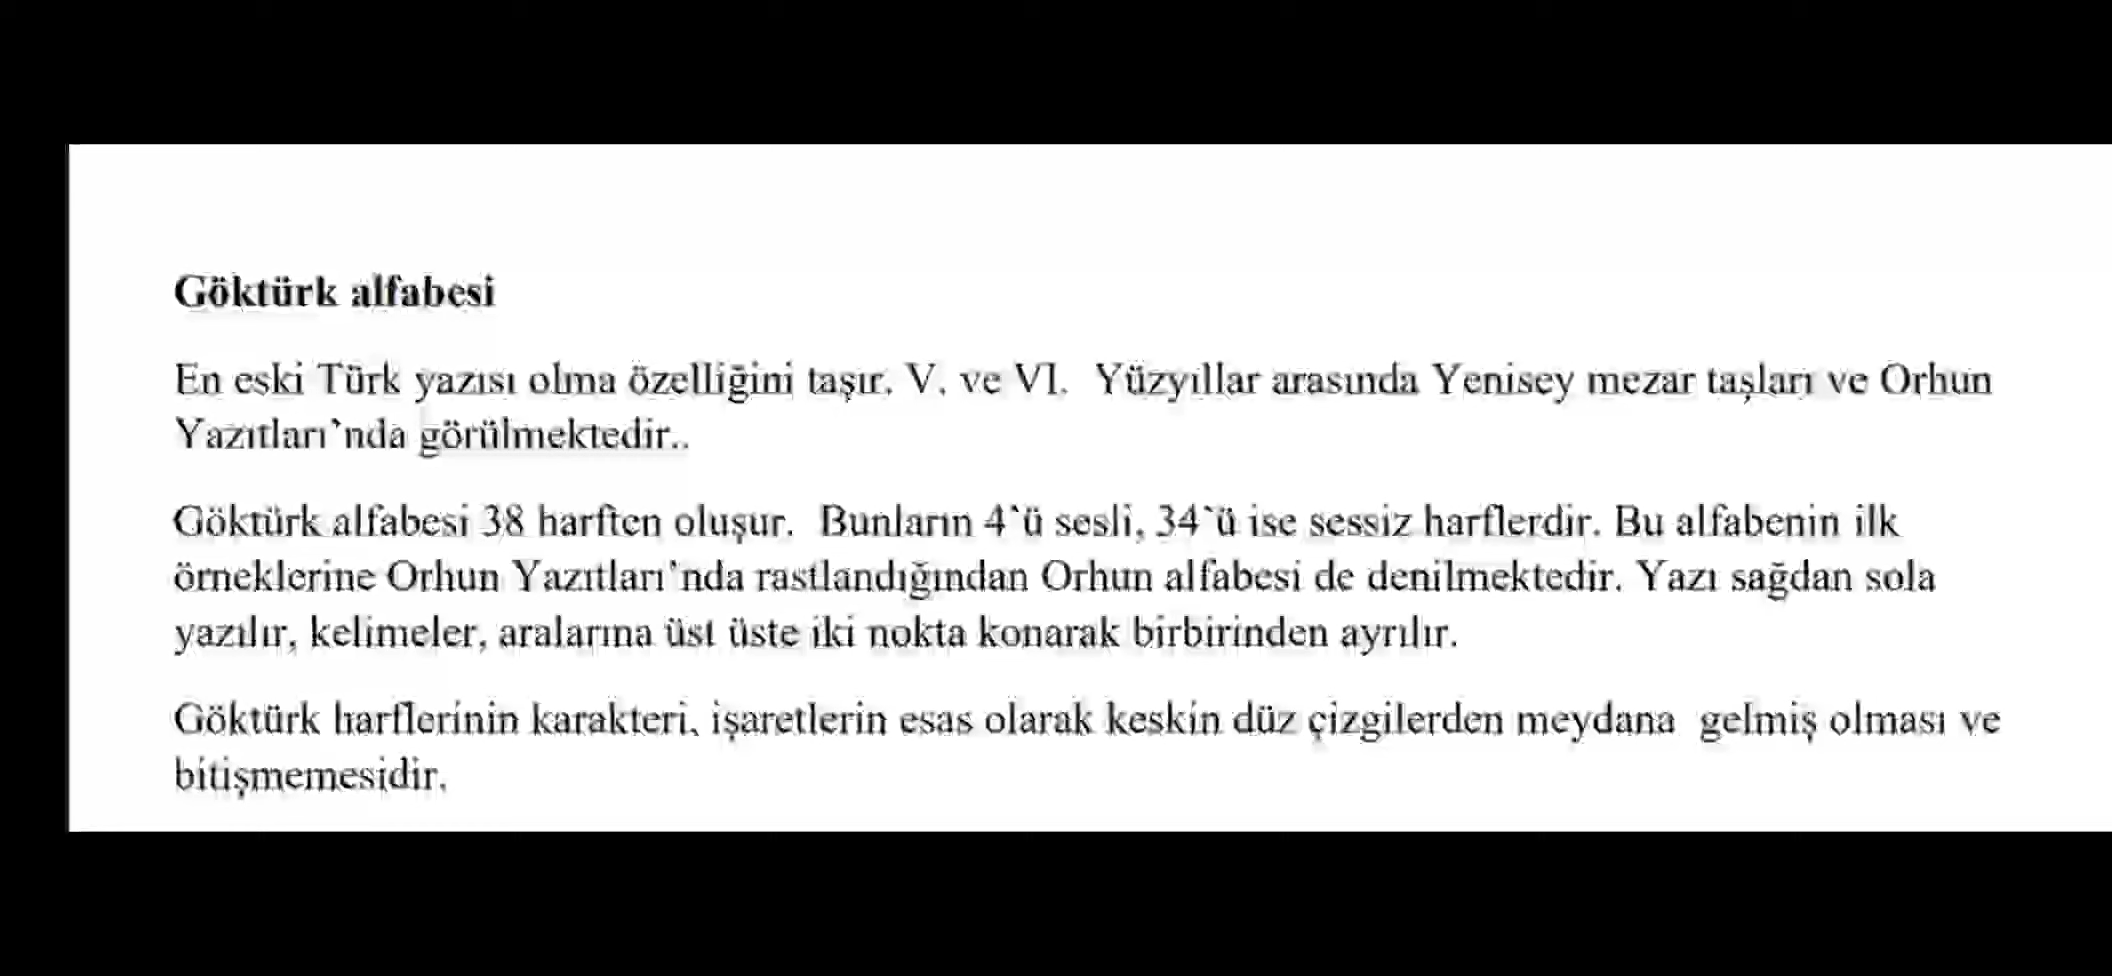 Göktürk alfabesi
En eski Türk yazısı olma özelliğini taşır. V. ve VI. Yüzyıllar arasında Yenisey mezar taşları ve Orhun
Yazıtları`nda görülmektedir..
Göktürk alfabesi 38 harften oluşur. Bunların 4`ü sesli, 34`ü ise sessiz harflerdir. Bu alfabenin ilk
örneklerine Orhun Yazıtları'nda rastlandığından Orhun alfabesi de denilmektedir. Yazı sağdan sola
yazılır, kelimeler, aralarına üst üste iki nokta konarak birbirinden ayrılır.
Göktürk harflerinin karakteri, işaretlerin esas olarak keskin düz çizgilerden meydana gelmiş olması ve
bitişmemesidir.